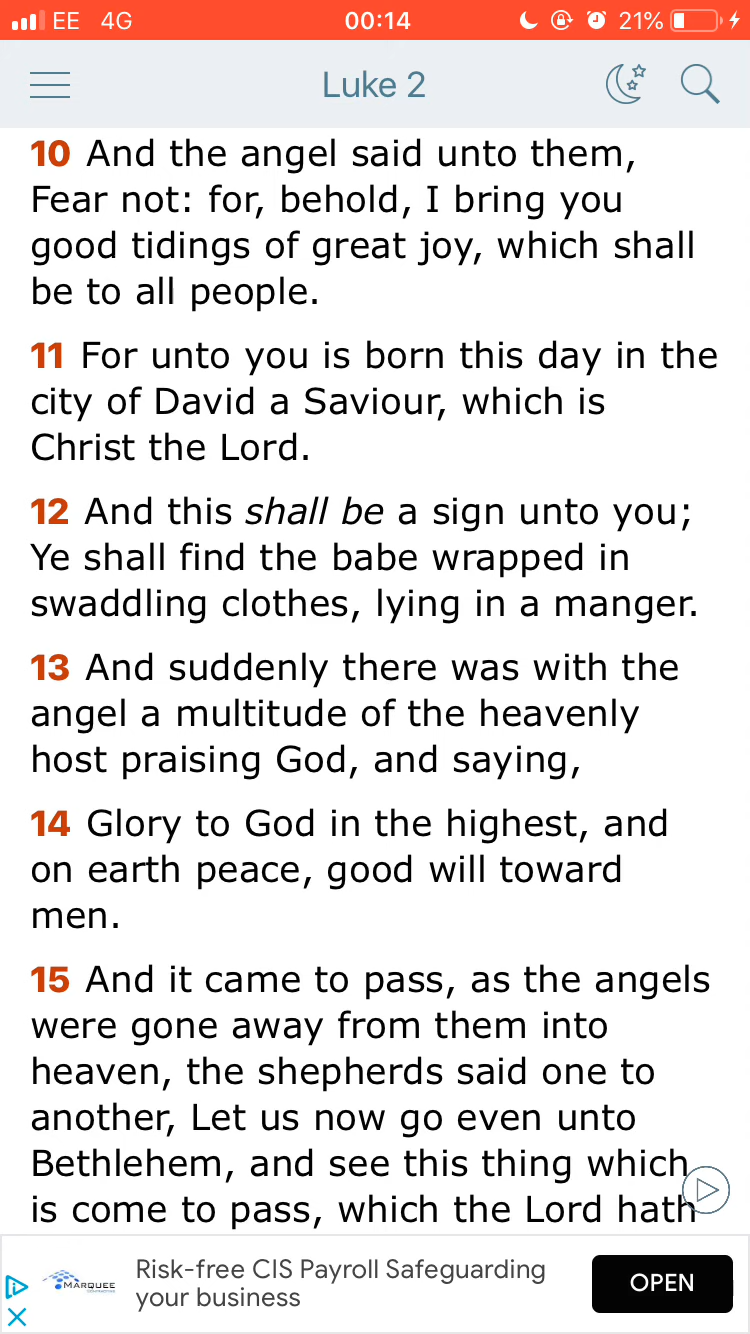 EE 4G 00:14 21%
Luke 2
10 And the angel said unto them,
Fear not: for, behold, I bring you
good tidings of great joy, which shall
be to all people.
11 For unto you is born this day in the
city of David a Saviour, which is
Christ the Lord.
12 And this shall be a sign unto you;
Ye shall find the babe wrapped in
swaddling clothes, lying in a manger.
13 And suddenly there was with the
angel a multitude of the heavenly
host praising God, and saying,
14 Glory to God in the highest, and
on earth peace, good will toward
men.
15 And it came to pass, as the angels
were gone away from them into
heaven, the shepherds said one to
another, Let us now go even unto
Bethlehem, and see this thing which
is come to pass, which the Lord hath
MARQUEE
Risk-free CIS Payroll Safeguarding
your business
OPEN